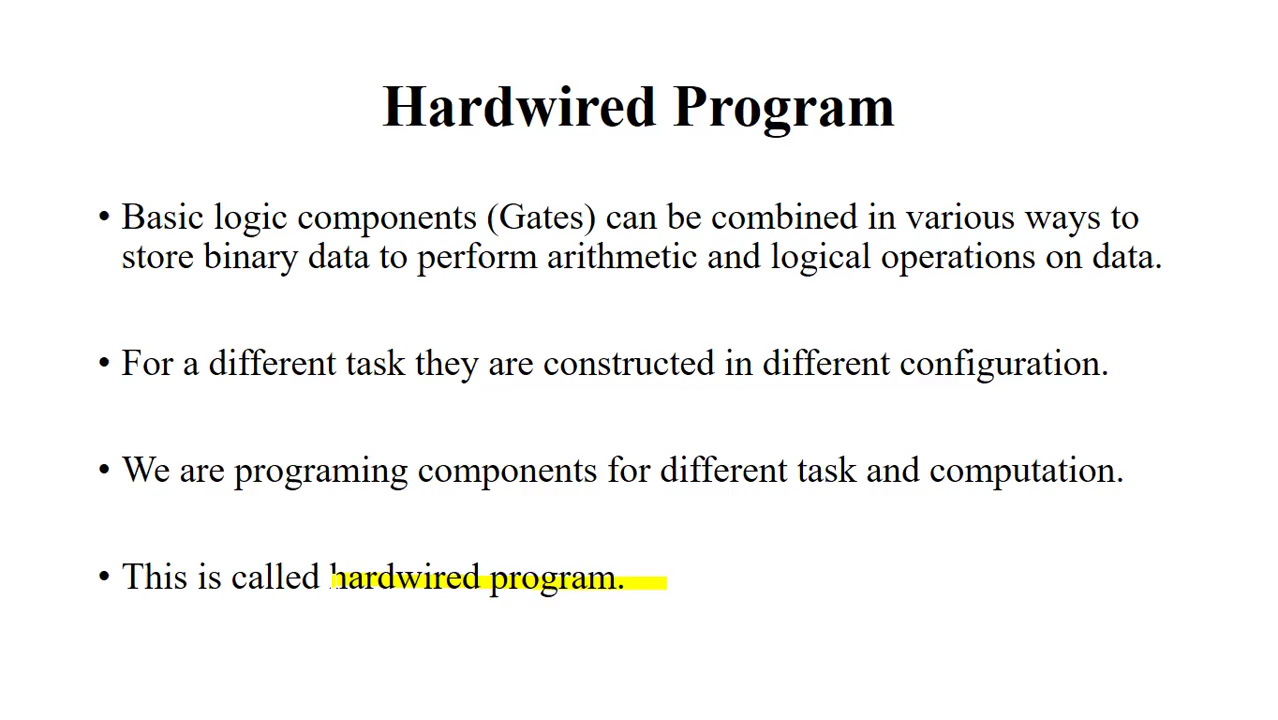 Hardwired Program
• Basic logic components (Gates) can be combined in various ways to
store binary data to perform arithmetic and logical operations on data.
• For a different task they are constructed in different configuration.
• We are programing components for different task and computation.
• This is called hardwired program.